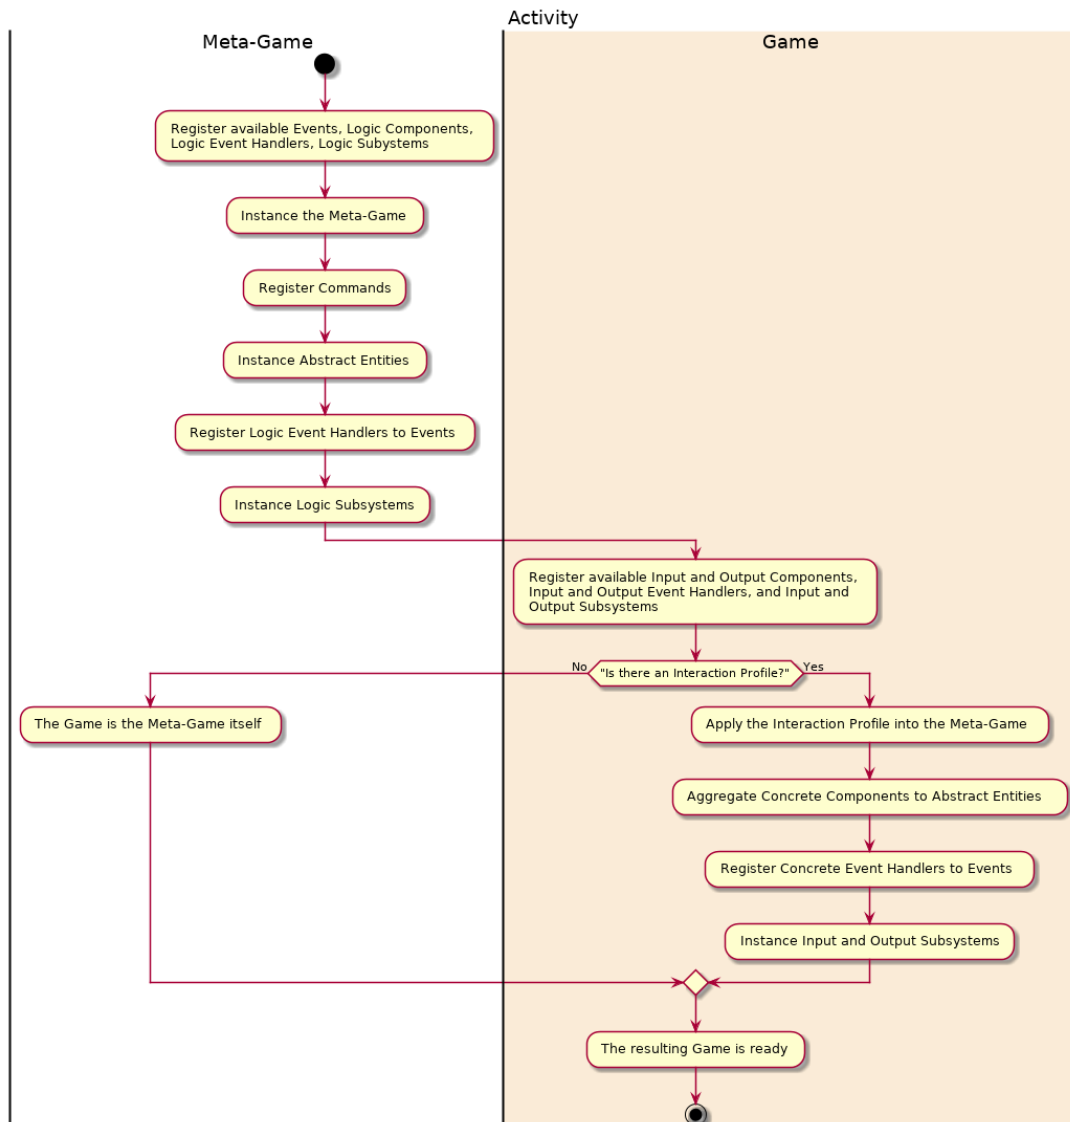 Activity
Meta-Game
Game
Register available Events, Logic Components,
Logic Event Handlers, Logic Subystems
Instance the Meta-Game
Register Commands
Instance Abstract Entities
Register Logic Event Handlers to Events
Instance Logic Subsystems
Register available Input and Output Components,
Input and Output Event Handlers, and Input and
Output Subsystems
No
"Is there an Interaction Profile?"
Yes
The Game is the Meta-Game itself
Apply the Interaction Profile into the Meta-Game
Aggregate Concrete Components to Abstract Entities
Register Concrete Event Handlers to Events
Instance Input and Output Subsystems
The resulting Game is ready